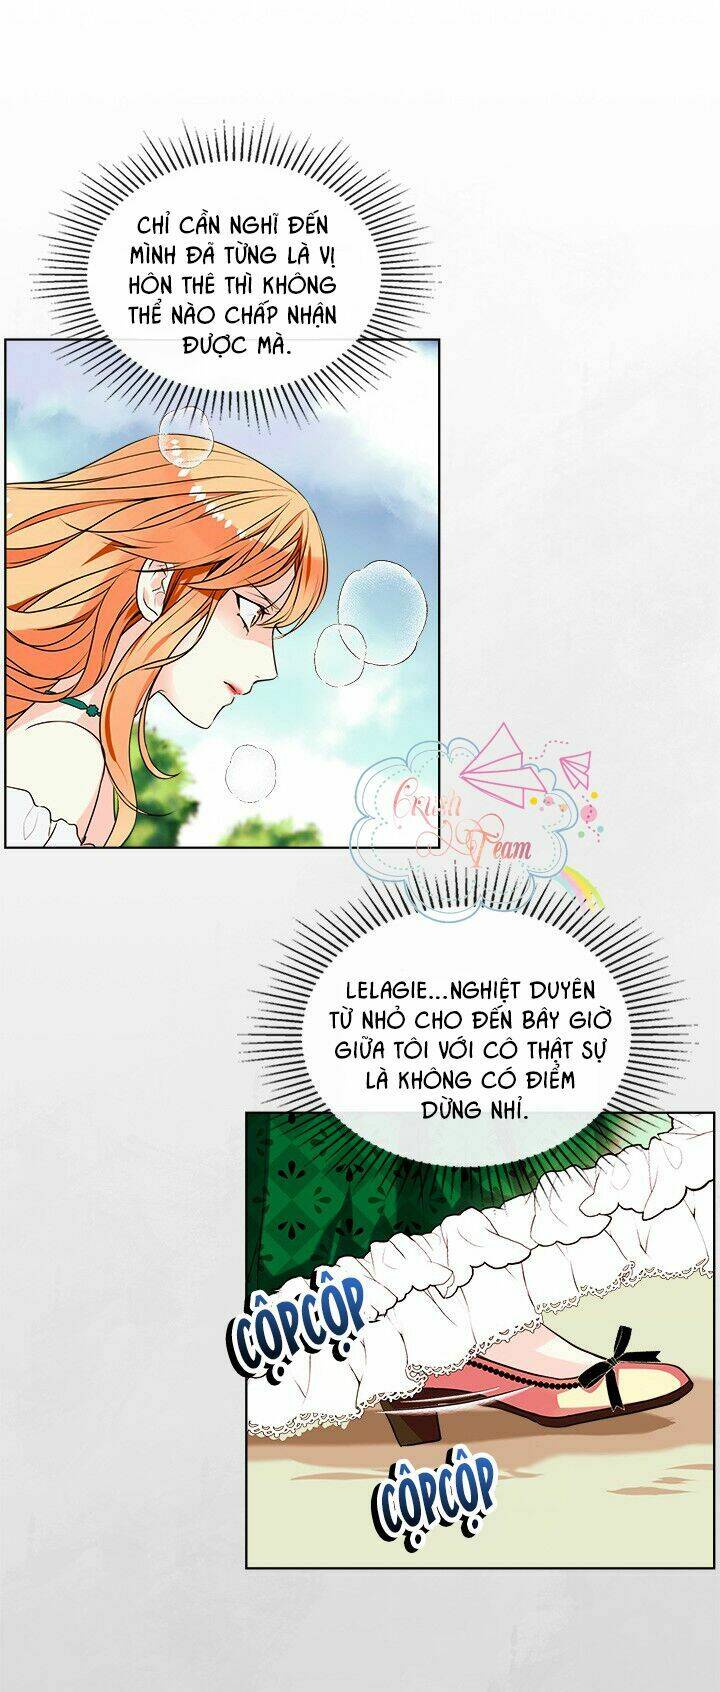 CHỈ CẦN NGHĨ ĐẾN
MÌNH ĐÃ TỪNG LÀ VỊ
HÔN THÊ THÌ KHÔNG
THỂ NÀO CHẤP NHẬN
ĐƯỢC MÀ.
Crush
Team
LELAGIE...NGHIỆT DUYÊN
TỪ NHỎ CHO ĐẾN BÂY GIỜ
GIỮA TÔI VỚI CÔ THẬT SỰ
LÀ KHÔNG CÓ ĐIỂM
DỪNG NHỈ.
CỘPCỘP
CỘPCỘP